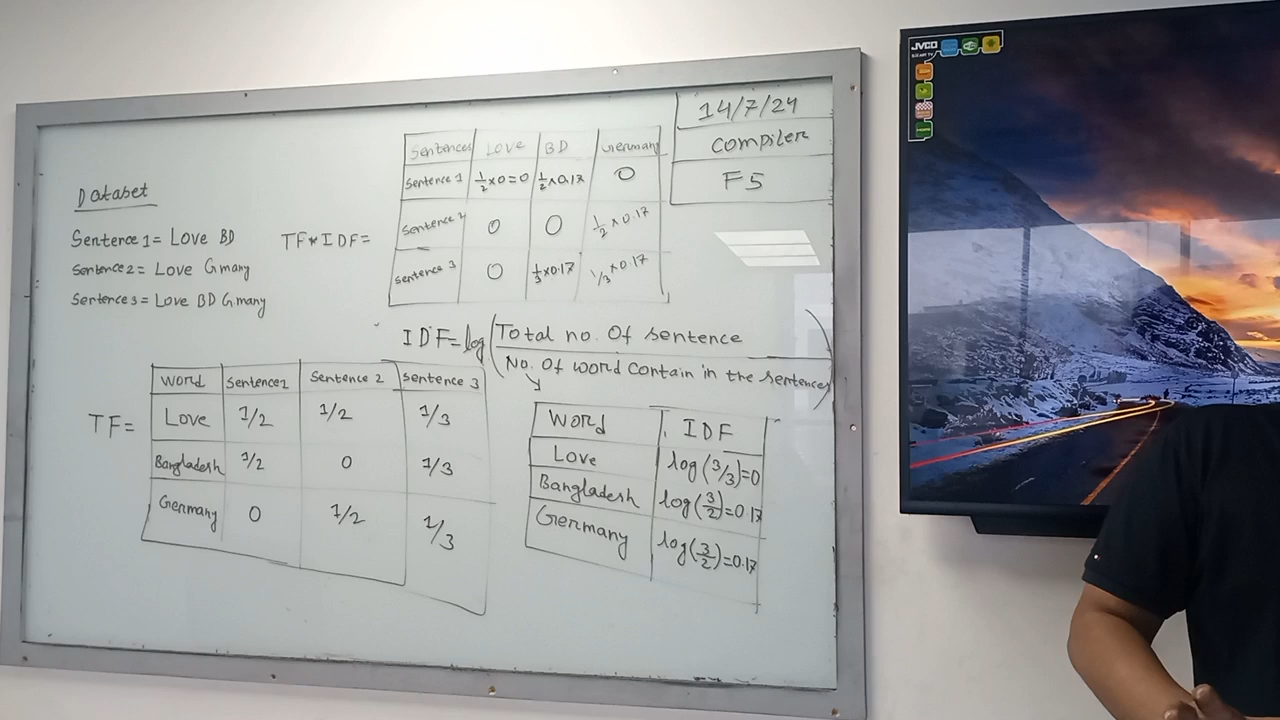 14/7/24
Compiler
F5
Dataset
Sentence 1 = Love BD
Sentence 2 = Love G.many
Sentence 3 = Love BD G.many
TF*IDF=
Sentences Love BD Germany
Sentence 1 1/2 x 0 = 0 1/2 x 0.17 0
Sentence 2 0 0 1/2 x 0.17
Sentence 3 0 1/3 x 0.17 1/3 x 0.17
IDF = log (Total no. Of sentence
No. Of word Contain in the sentences)
TF=
Word Sentence1 Sentence 2 Sentence 3
Love 1/2 1/2 1/3
Bangladesh 1/2 0 1/3
Germany 0 1/2 1/3
Word IDF
Love log(3/3)=0
Bangladesh log(3/2)=0.17
Germany log(3/2)=0.17
JVCO